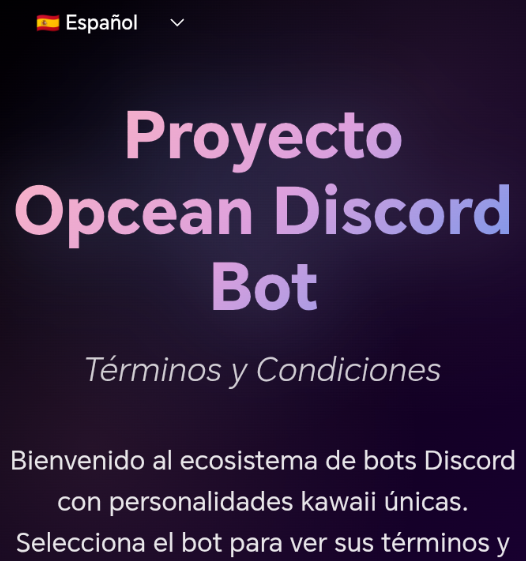 Español
Proyecto
Opcean Discord
Bot
Términos y Condiciones
Bienvenido al ecosistema de bots Discord
con personalidades kawaii únicas.
Selecciona el bot para ver sus términos y